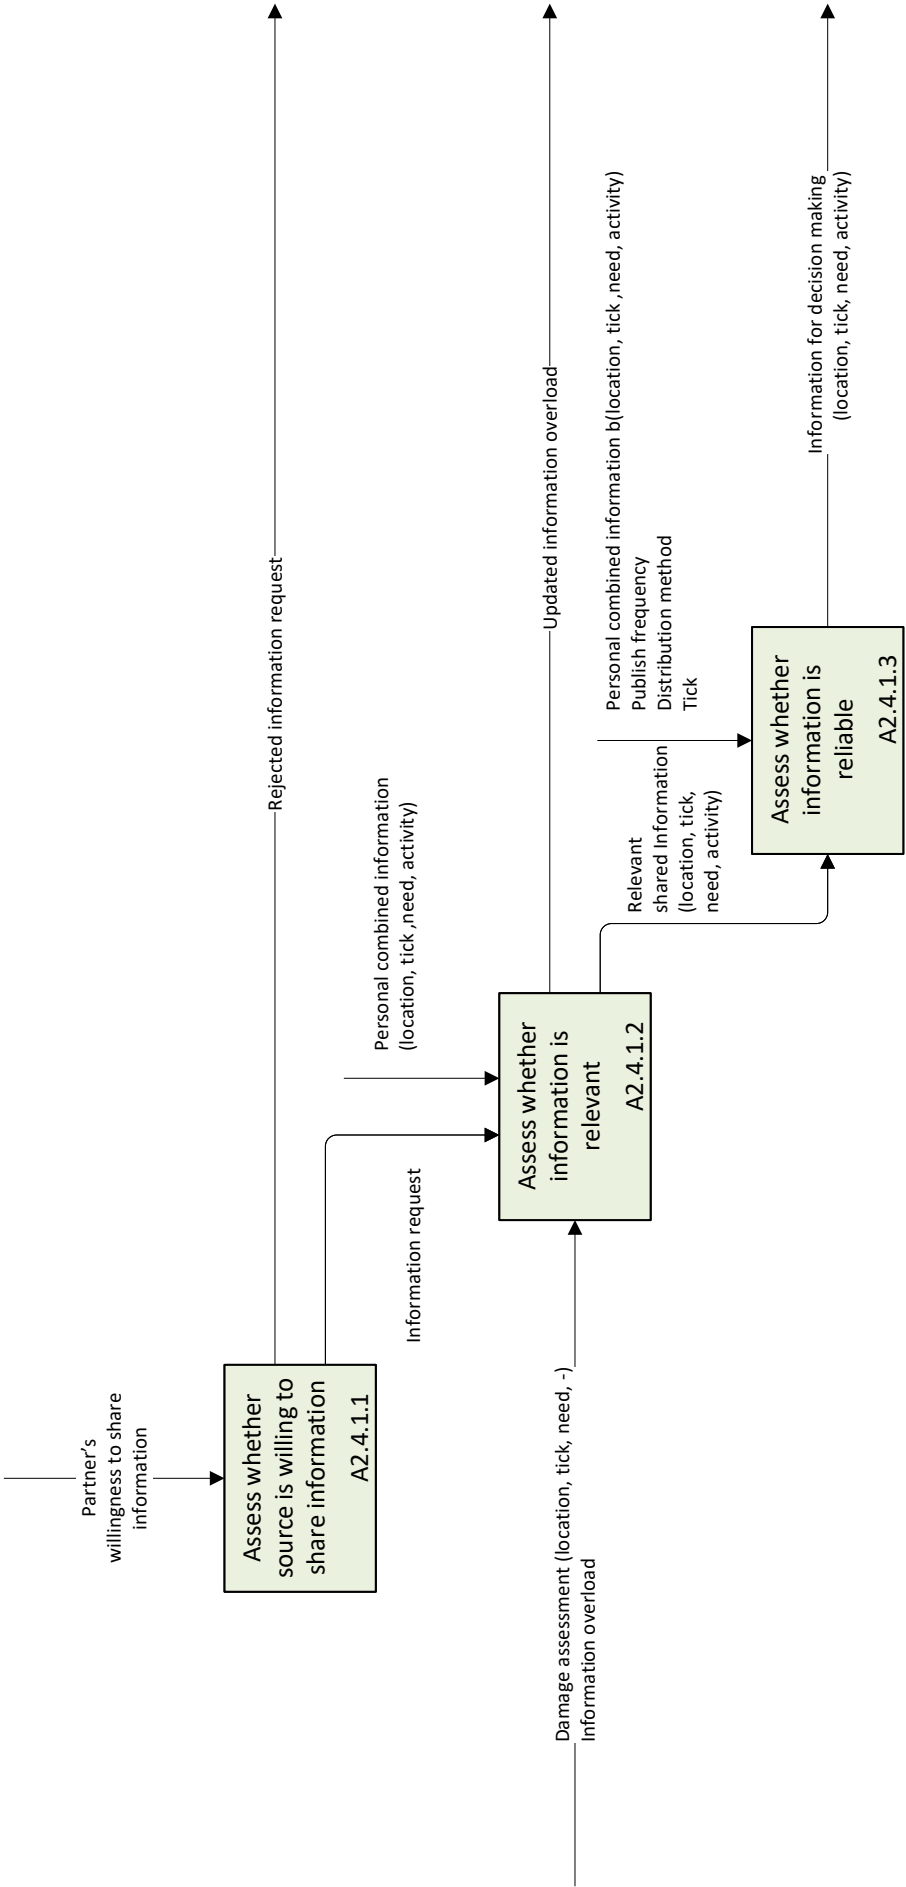 Partner's
willingness to share
information
Assess whether
source is willing to
share information
A2.4.1.1
Rejected information request
Information request
Personal combined information
(location, tick ,need, activity)
Damage assessment (location, tick, need, -)
Information overload
Assess whether
information is
relevant
A2.4.1.2
Updated information overload
Relevant
shared Information
(location, tick,
need, activity)
Personal combined information b(location, tick ,need, activity)
Publish frequency
Distribution method
Tick
Assess whether
information is
reliable
A2.4.1.3
Information for decision making
(location, tick, need, activity)